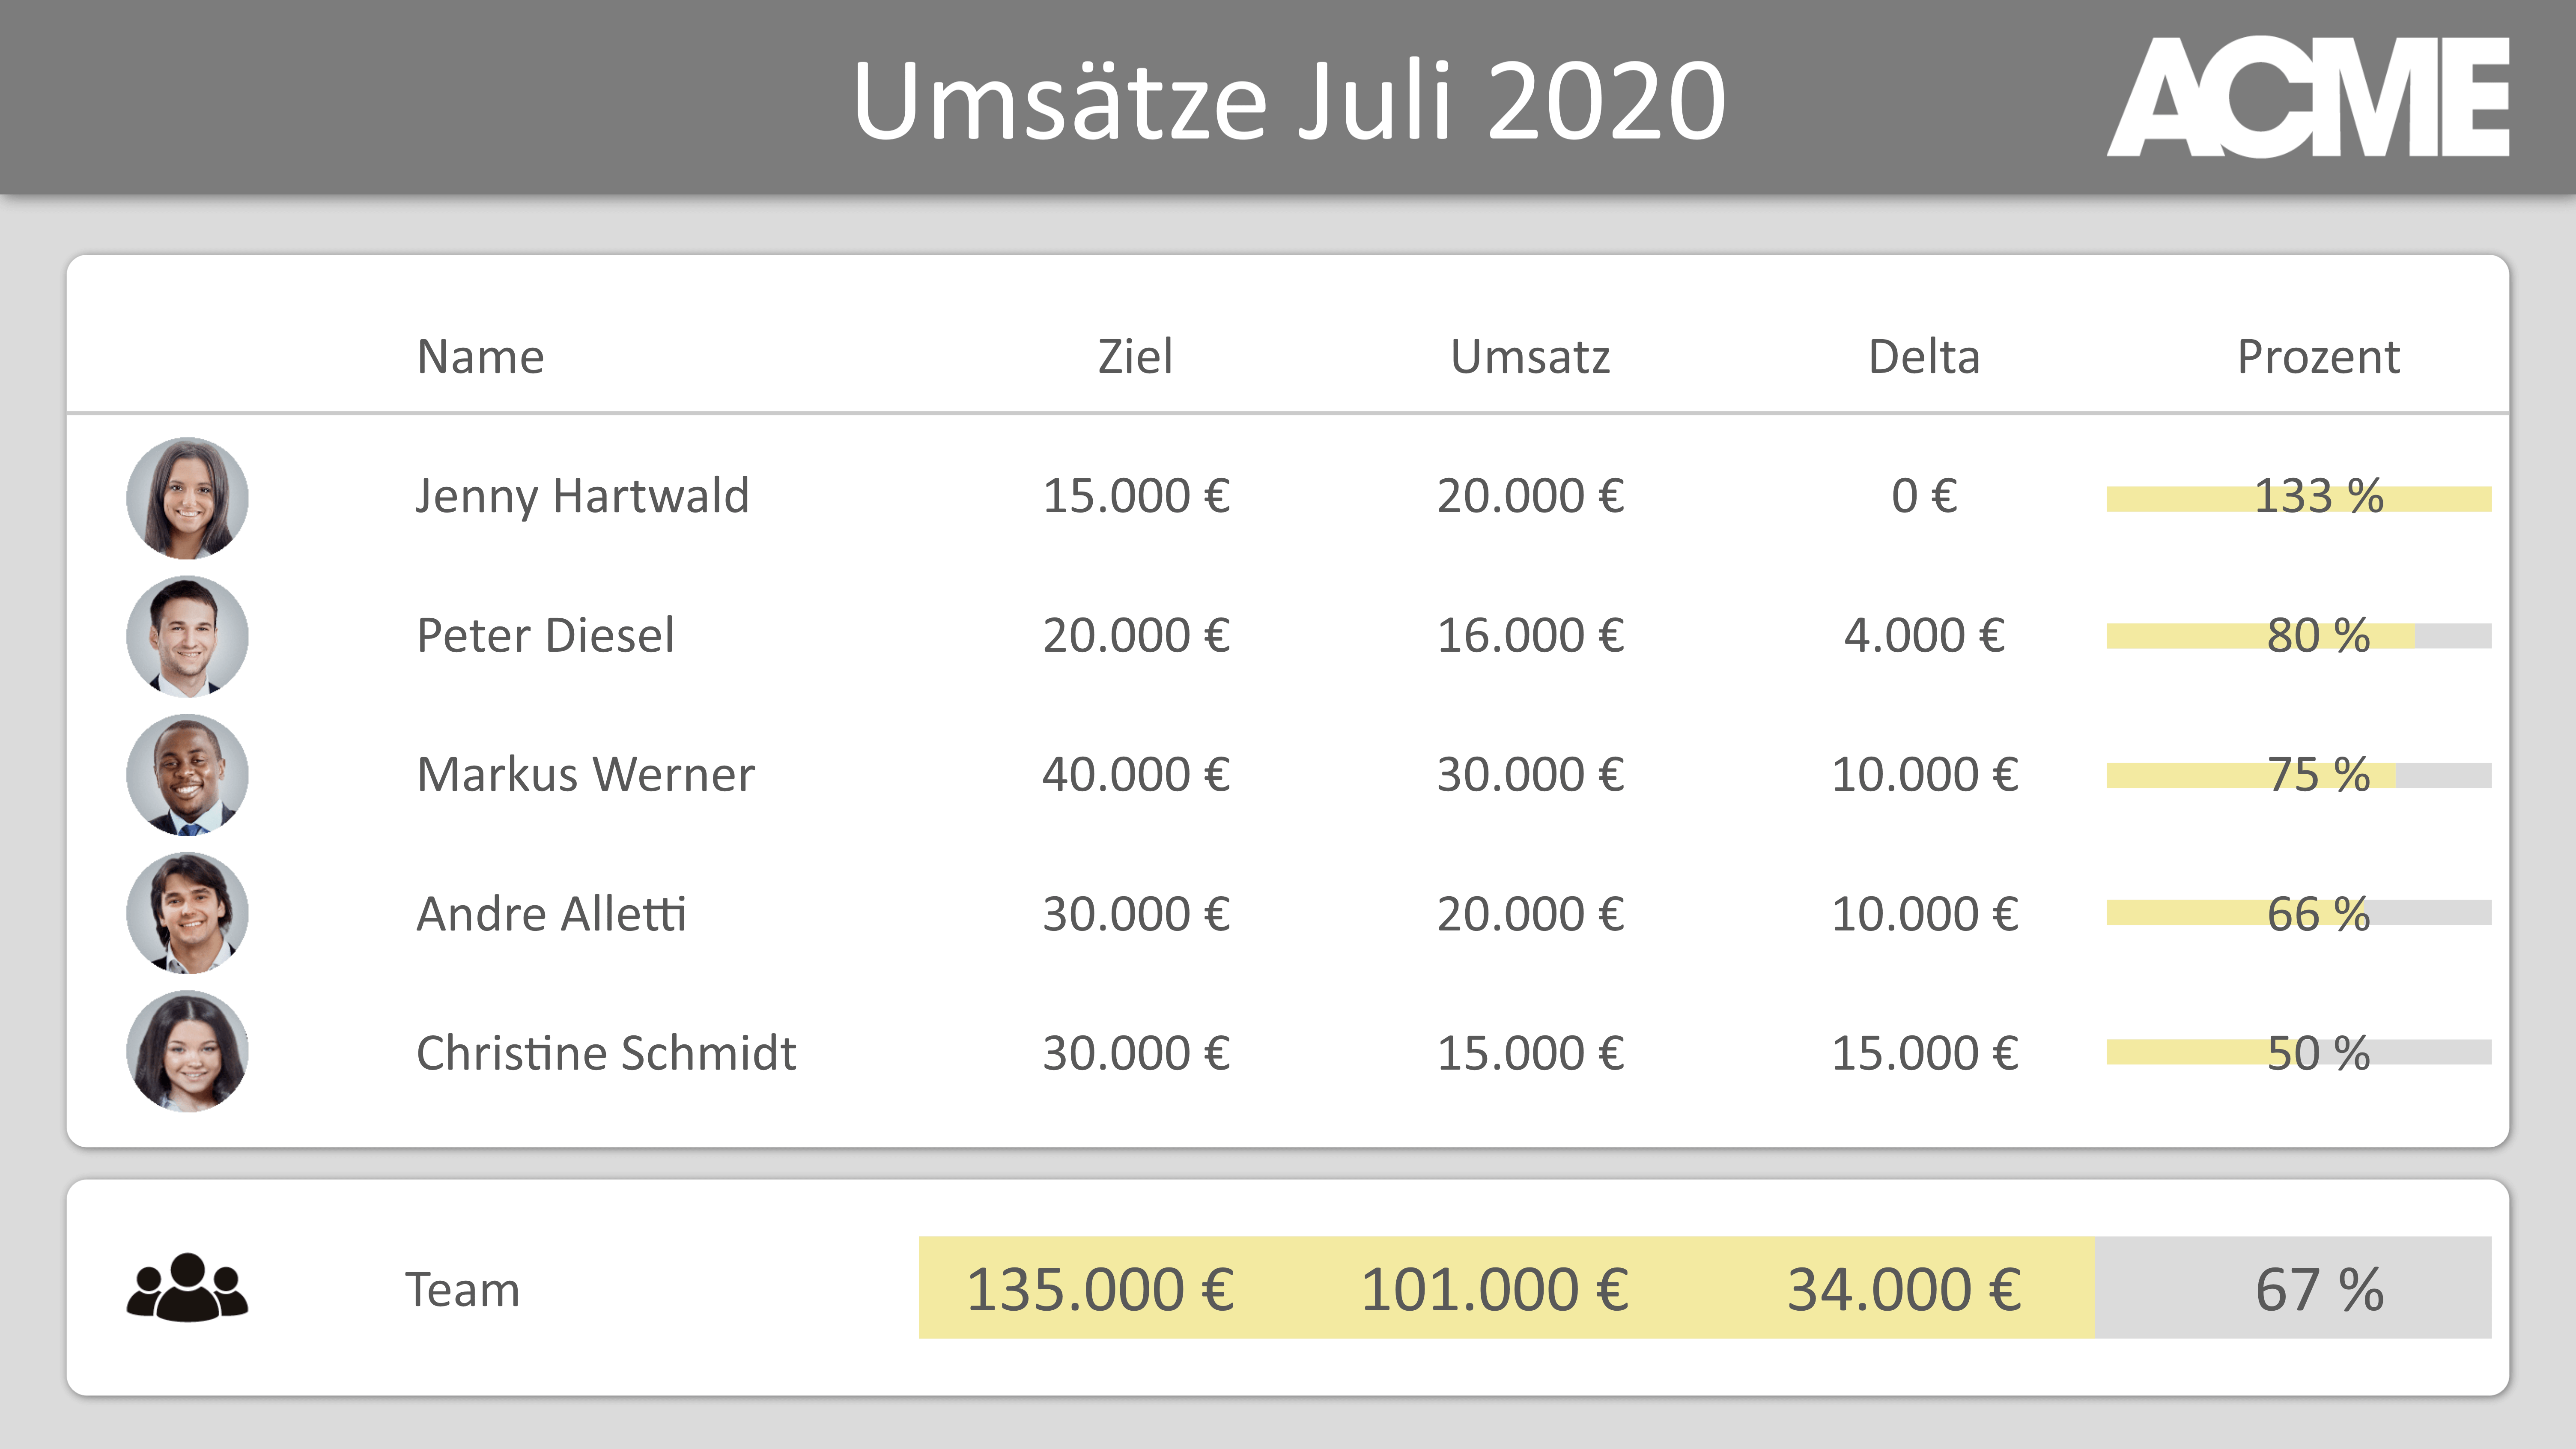 Umsätze Juli 2020
ACME
Name Ziel Umsatz Delta Prozent
Jenny Hartwald 15.000 € 20.000 € 0 € 133 %
Peter Diesel 20.000 € 16.000 € 4.000 € 80 %
Markus Werner 40.000 € 30.000 € 10.000 € 75 %
Andre Alletti 30.000 € 20.000 € 10.000 € 66 %
Christine Schmidt 30.000 € 15.000 € 15.000 € 50 %
Team 135.000 € 101.000 € 34.000 € 67 %